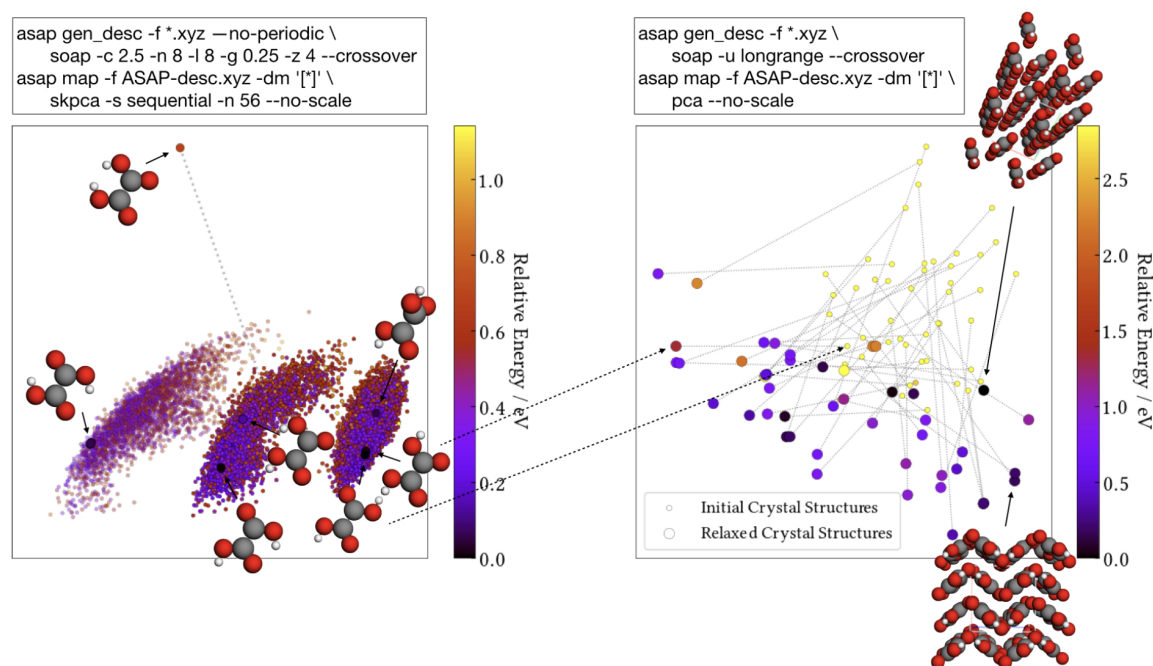 asap gen_desc -f *.xyz —no-periodic \
soap -c 2.5 -n 8 -l 8 -g 0.25 -z 4 --crossover
asap map -f ASAP-desc.xyz -dm '[*]' \
skpca -s sequential -n 56 --no-scale
1.0
0.8
0.6
0.4
0.2
0.0
Relative Energy / eV
asap gen_desc -f *.xyz \
soap -u longrange --crossover
asap map -f ASAP-desc.xyz -dm '[*]' \
pca --no-scale
Initial Crystal Structures
Relaxed Crystal Structures
2.5
2.0
1.5
1.0
0.5
0.0
Relative Energy / eV